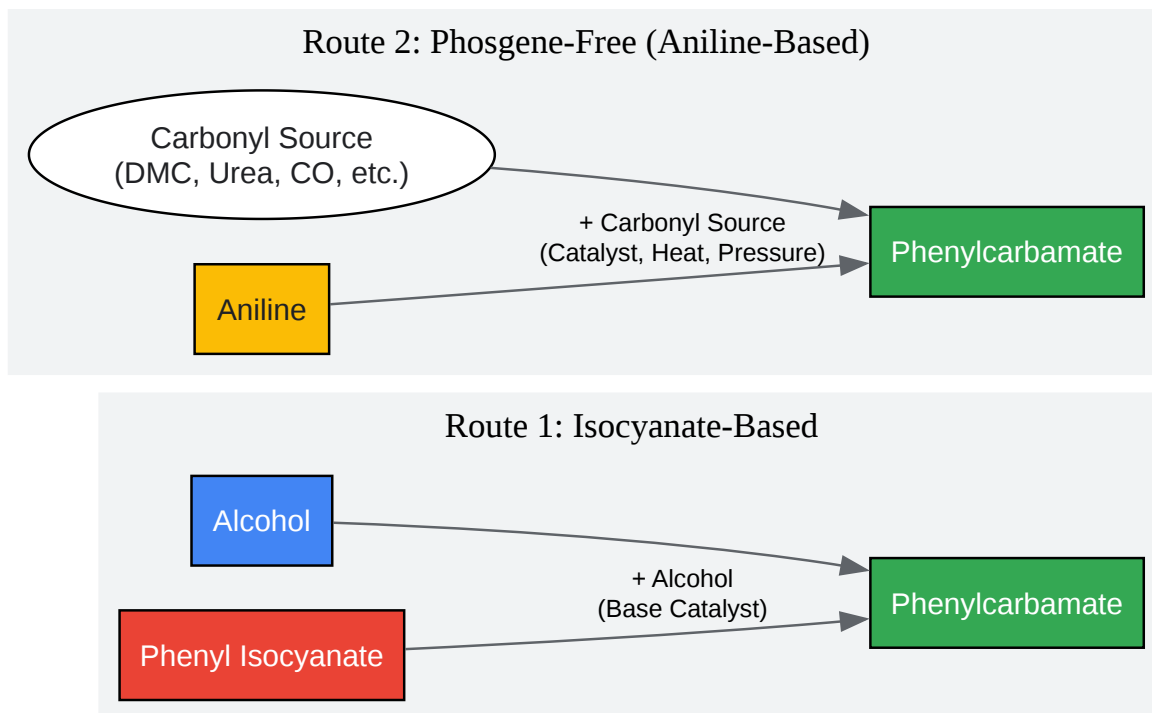 Route 2: Phosgene-Free (Aniline-Based)
Carbonyl Source
(DMC, Urea, CO, etc.)
+ Carbonyl Source
(Catalyst, Heat, Pressure)
Phenylcarbamate
Aniline
Route 1: Isocyanate-Based
Alcohol
+ Alcohol
(Base Catalyst)
Phenylcarbamate
Phenyl Isocyanate